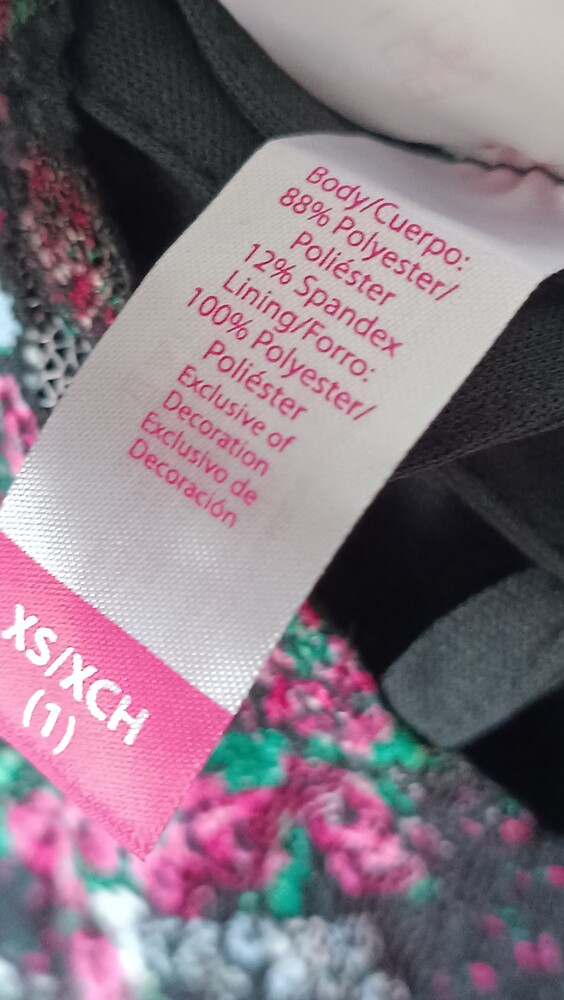 Body/Cuerpo:
88% Polyester/
Poliéster
12% Spandex
Lining/Forro:
100% Polyester/
Poliéster
Exclusive of
Decoration
Exclusivo de
Decoración
XS/XCH
(1)